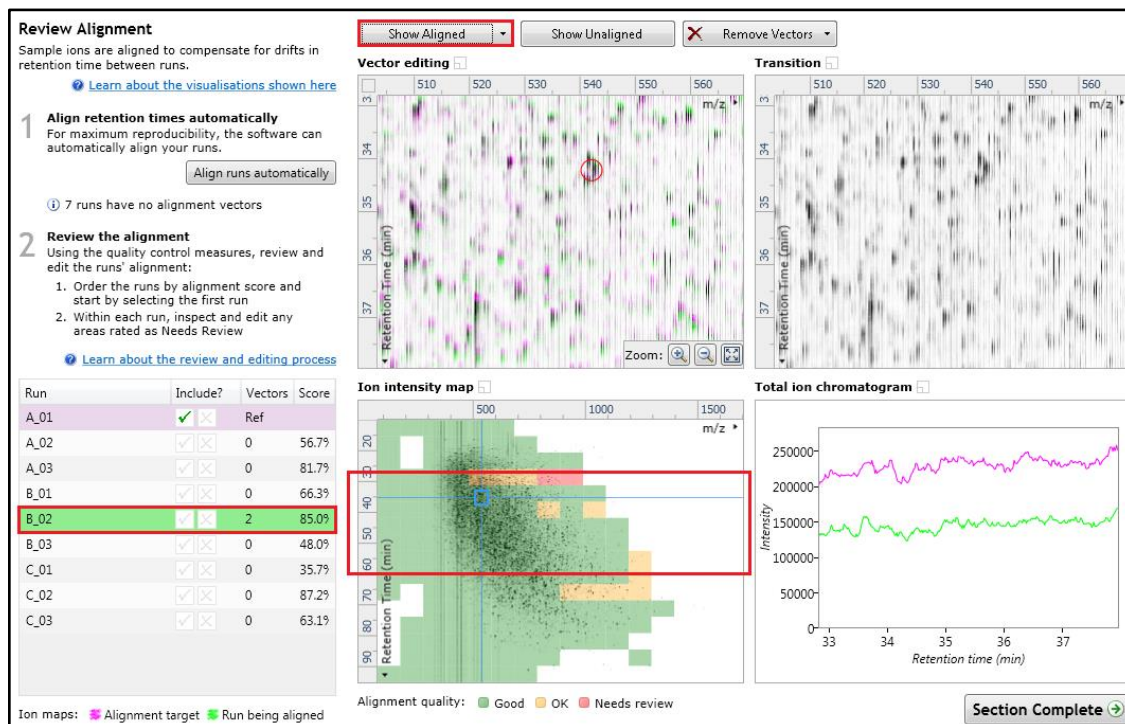 Review Alignment
Sample ions are aligned to compensate for drifts in
retention time between runs.
Learn about the visualisations shown here
1 Align retention times automatically
For maximum reproducibility, the software can
automatically align your runs.
Align runs automatically
7 runs have no alignment vectors
2 Review the alignment
Using the quality control measures, review and
edit the runs' alignment:
1. Order the runs by alignment score and
start by selecting the first run
2. Within each run, inspect and edit any
areas rated as Needs Review
Learn about the review and editing process
Run Include? Vectors Score
A_01 Ref
A_02 0 56.7%
A_03 0 81.7%
B_01 0 66.3%
B_02 2 85.0%
B_03 0 48.0%
C_01 0 35.7%
C_02 0 87.2%
C_03 0 63.1%
Ion maps: Alignment target Run being aligned
Show Aligned Show Unaligned Remove Vectors
Vector editing
510 520 530 540 550 560
m/z
34
35
36
37
Retention Time (min)
Zoom:
Transition
510 520 530 540 550 560
m/z
34
35
36
37
Retention Time (min)
Ion intensity map
500 1000 1500
m/z
20
30
40
50
60
70
80
90
Retention Time (min)
Alignment quality: Good OK Needs review
Total ion chromatogram
250000
200000
150000
100000
50000
0
Intensity
33 34 35 36 37
Retention time (min)
Section Complete